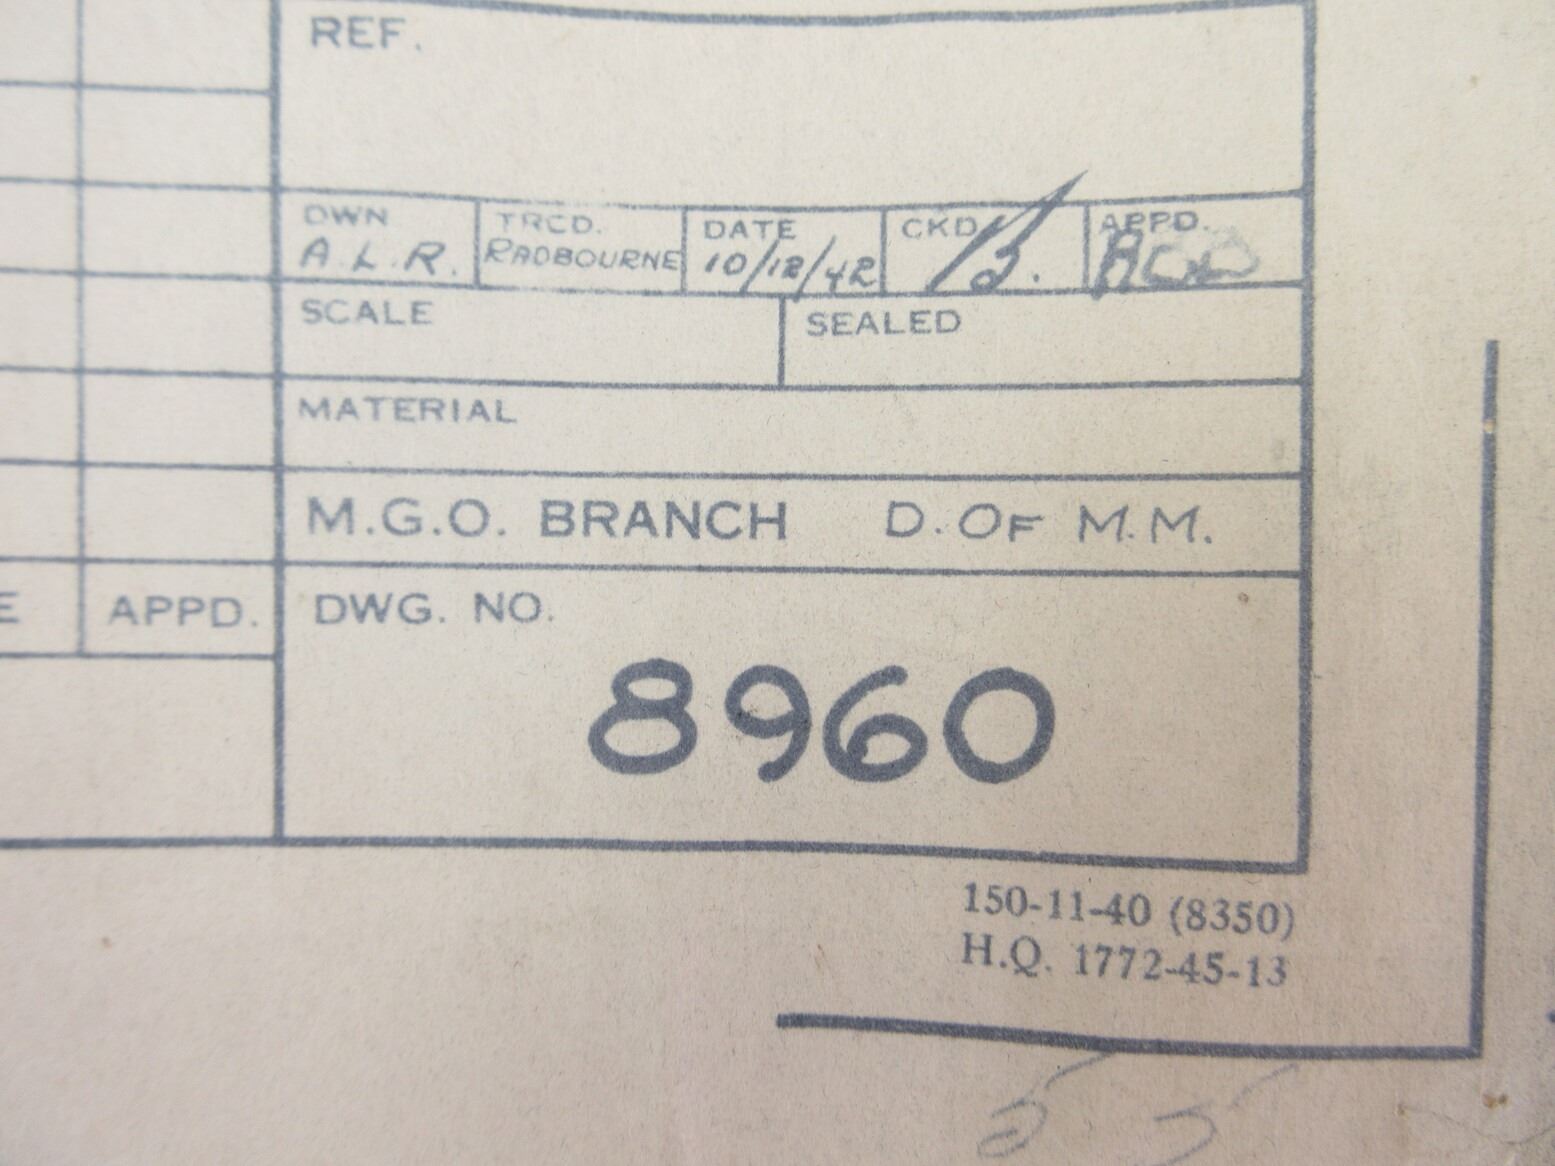 REF.
DWN TRCD. DATE CKD APPD.
A.L.R. RADBOURNE 10/12/42 B.
SCALE SEALED
MATERIAL
M.G.O. BRANCH D. OF M.M.
E APPD. DWG. NO.
8960
150-11-40 (8350)
H.Q. 1772-45-13